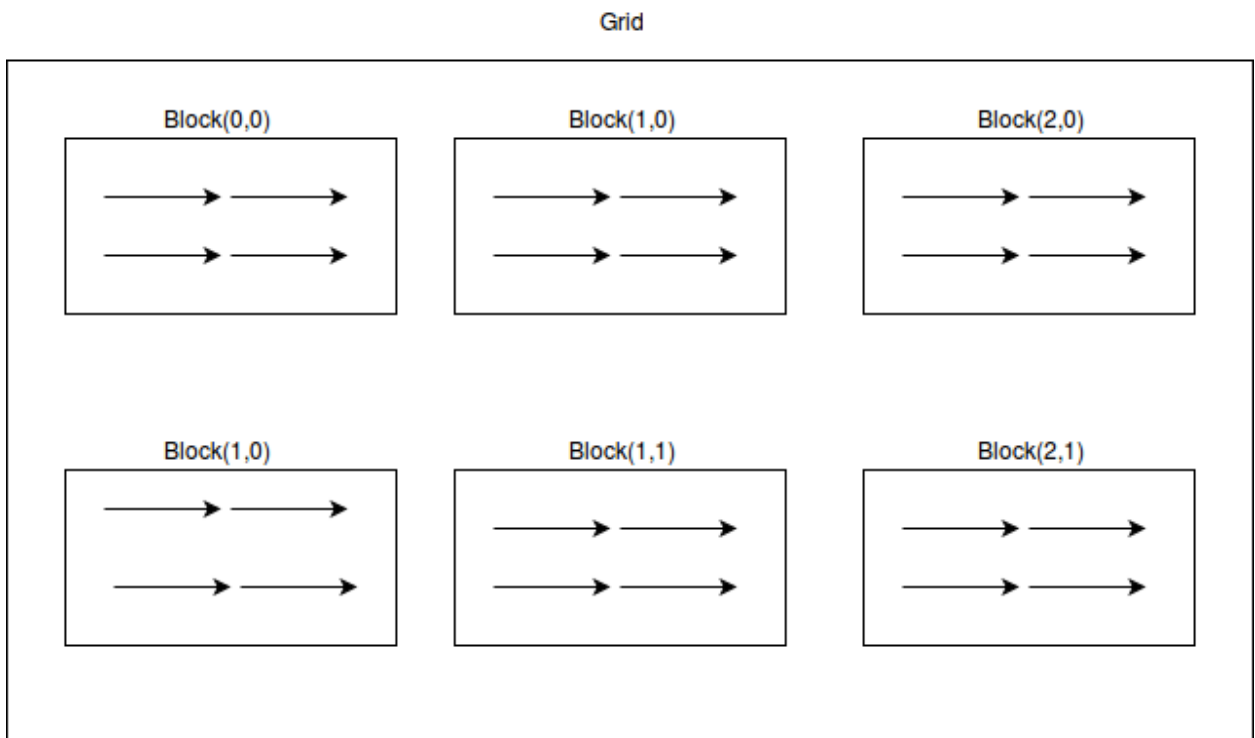 Grid
Block(0,0)
Block(1,0)
Block(2,0)
Block(1,0)
Block(1,1)
Block(2,1)